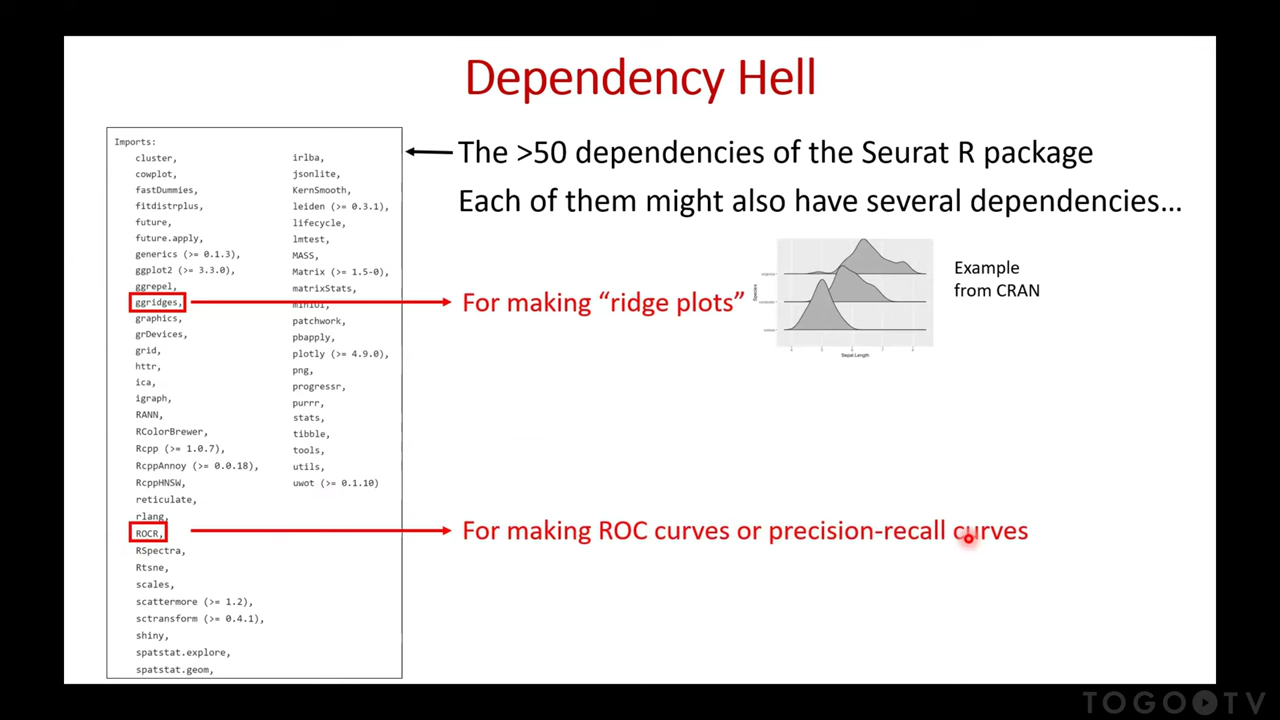 Dependency Hell
Imports:
cluster,
cowplot,
fastDummies,
fitdistrplus,
future,
future.apply,
generics (>= 0.1.3),
ggplot2 (>= 3.3.0),
ggrepel,
ggridges,
graphics,
grDevices,
grid,
httr,
ica,
igraph,
RANN,
RColorBrewer,
Rcpp (>= 1.0.7),
RcppAnnoy (>= 0.0.18),
RcppHNSW,
reticulate,
rlang,
ROCR,
RSpectra,
Rtsne,
scales,
scattermore (>= 1.2),
sctransform (>= 0.4.1),
shiny,
spatstat.explore,
spatstat.geom,
irlba,
jsonlite,
KernSmooth,
leiden (>= 0.3.1),
lifecycle,
lmtest,
MASS,
Matrix (>= 1.5-0),
matrixStats,
miniUI,
patchwork,
pbapply,
plotly (>= 4.9.0),
png,
progressr,
purrr,
stats,
tibble,
tools,
utils,
uwot (>= 0.1.10)
The >50 dependencies of the Seurat R package
Each of them might also have several dependencies...
For making “ridge plots”
Species
Sepal.Length
Example
from CRAN
For making ROC curves or precision-recall curves
TOGOTV